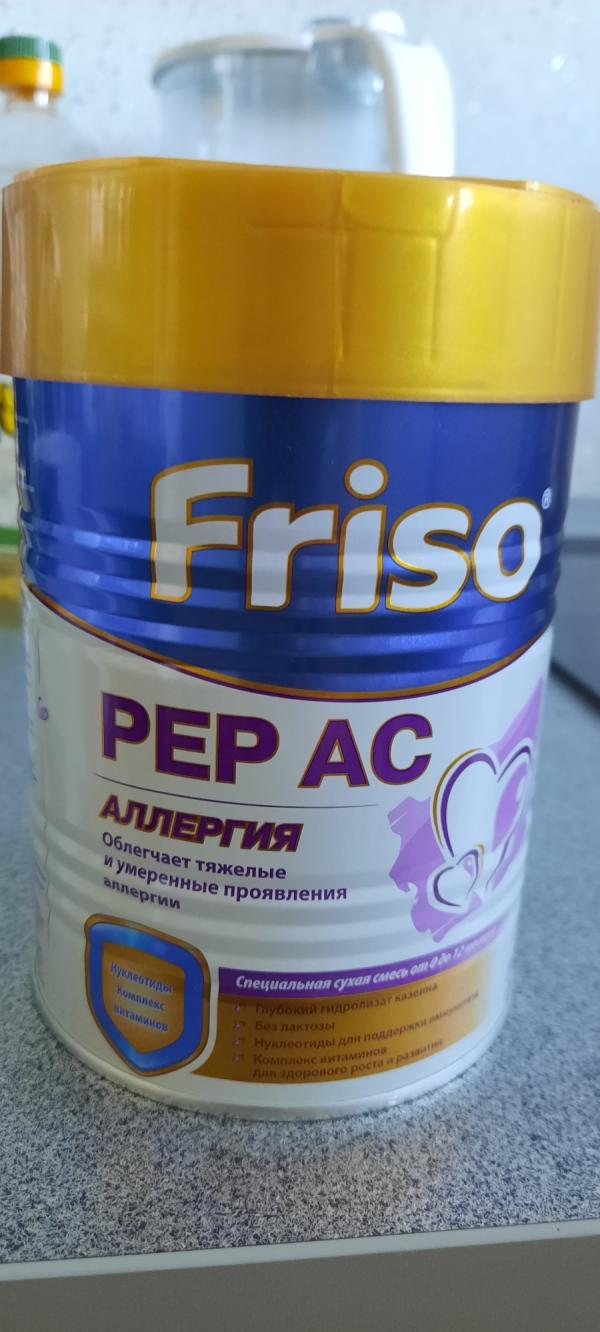 Friso®
PEP AC
АЛЛЕРГИЯ
Облегчает тяжелые
и умеренные проявления
аллергии
Нуклеотиды
Комплекс
витаминов
Специальная сухая смесь от 0 до 12 месяцев
Глубокий гидролизат казеина
Без лактозы
Нуклеотиды для поддержки иммунитета
Комплекс витаминов
для здорового роста и развития